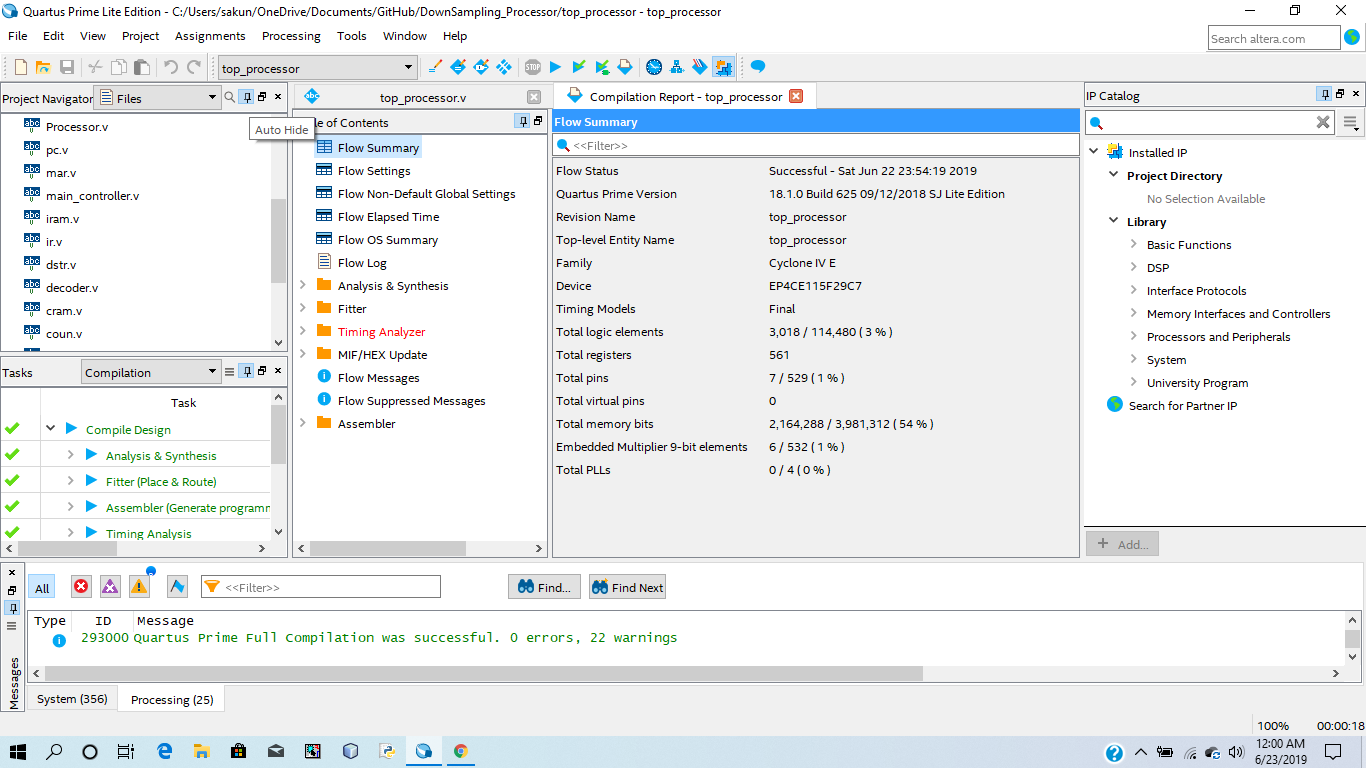 Quartus Prime Lite Edition - C:/Users/sakun/OneDrive/Documents/GitHub/DownSampling_Processor/top_processor - top_processor
File Edit View Project Assignments Processing Tools Window Help
Search altera.com
top_processor
STOP
Project Navigator Files
top_processor.v
Compilation Report - top_processor
IP Catalog
Auto Hide
le of Contents
Processor.v
pc.v
mar.v
main_controller.v
iram.v
ir.v
dstr.v
decoder.v
cram.v
coun.v
Flow Summary
Flow Settings
Flow Non-Default Global Settings
Flow Elapsed Time
Flow OS Summary
Flow Log
Analysis & Synthesis
Fitter
Timing Analyzer
MIF/HEX Update
Flow Messages
Flow Suppressed Messages
Assembler
Flow Summary
<<Filter>>
Flow Status Successful - Sat Jun 22 23:54:19 2019
Quartus Prime Version 18.1.0 Build 625 09/12/2018 SJ Lite Edition
Revision Name top_processor
Top-level Entity Name top_processor
Family Cyclone IV E
Device EP4CE115F29C7
Timing Models Final
Total logic elements 3,018 / 114,480 ( 3 % )
Total registers 561
Total pins 7 / 529 ( 1 % )
Total virtual pins 0
Total memory bits 2,164,288 / 3,981,312 ( 54 % )
Embedded Multiplier 9-bit elements 6 / 532 ( 1 % )
Total PLLs 0 / 4 ( 0 % )
Installed IP
Project Directory
No Selection Available
Library
Basic Functions
DSP
Interface Protocols
Memory Interfaces and Controllers
Processors and Peripherals
System
University Program
Search for Partner IP
+ Add...
Tasks Compilation
Task
Compile Design
Analysis & Synthesis
Fitter (Place & Route)
Assembler (Generate programm
Timing Analysis
All
<<Filter>>
Find...
Find Next
Type ID Message
293000 Quartus Prime Full Compilation was successful. 0 errors, 22 warnings
Messages
System (356) Processing (25)
100% 00:00:18
12:00 AM
6/23/2019